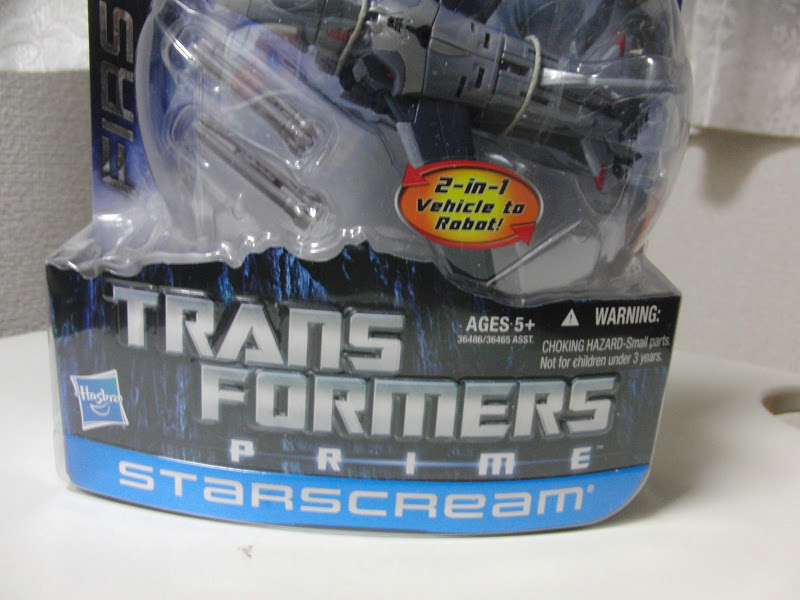 FIRS
2-in-1
Vehicle to
Robot!
TRANS
FORMERS
PRIME
STARSCREAM®
Hasbro
AGES 5+
36486/36465 ASST.
⚠ WARNING:
CHOKING HAZARD-Small parts.
Not for children under 3 years.